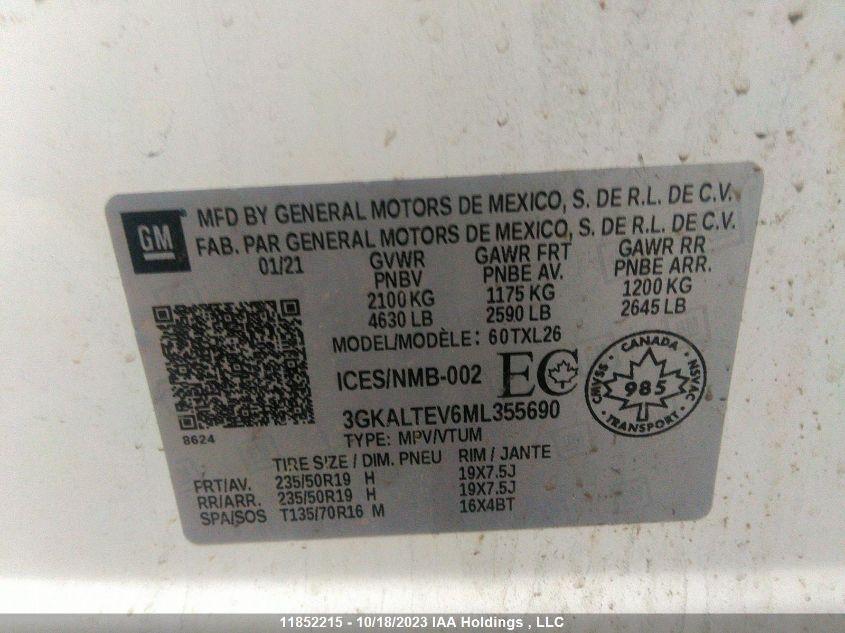 GM
MFD BY GENERAL MOTORS DE MEXICO, S. DE R.L. DE C.V.
FAB. PAR GENERAL MOTORS DE MEXICO, S. DE R.L. DE C.V.
01/21 GVWR GAWR FRT GAWR RR
PNBV PNBE AV. PNBE ARR.
2100 KG 1175 KG 1200 KG
4630 LB 2590 LB 2645 LB
MODEL/MODÈLE: 60TXL26
ICES/NMB-002 EC
CANADA
CMVSS 985 NSVAC
TRANSPORT
3GKALTEV6ML355690
8624
TYPE: MPV/VTUM
TIRE SIZE / DIM. PNEU RIM / JANTE
FRT/AV. 235/50R19 H 19X7.5J
RR/ARR. 235/50R19 H 19X7.5J
SPA/SOS T135/70R16 M 16X4BT
11852215 - 10/18/2023 IAA Holdings , LLC